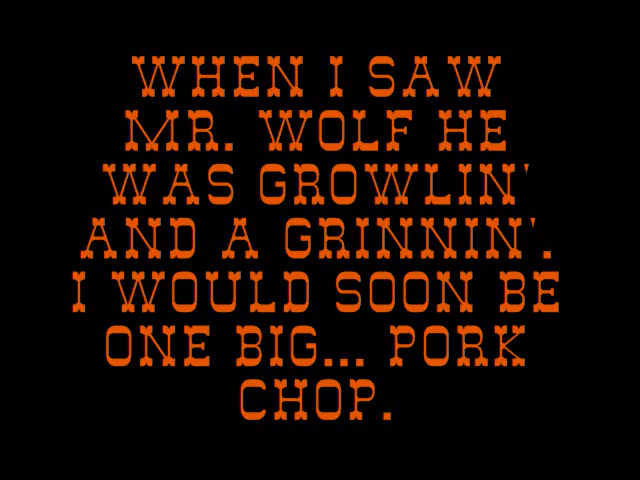 WHEN I SAW
MR. WOLF HE
WAS GROWLIN'
AND A GRINNIN'.
I WOULD SOON BE
ONE BIG... PORK
CHOP.